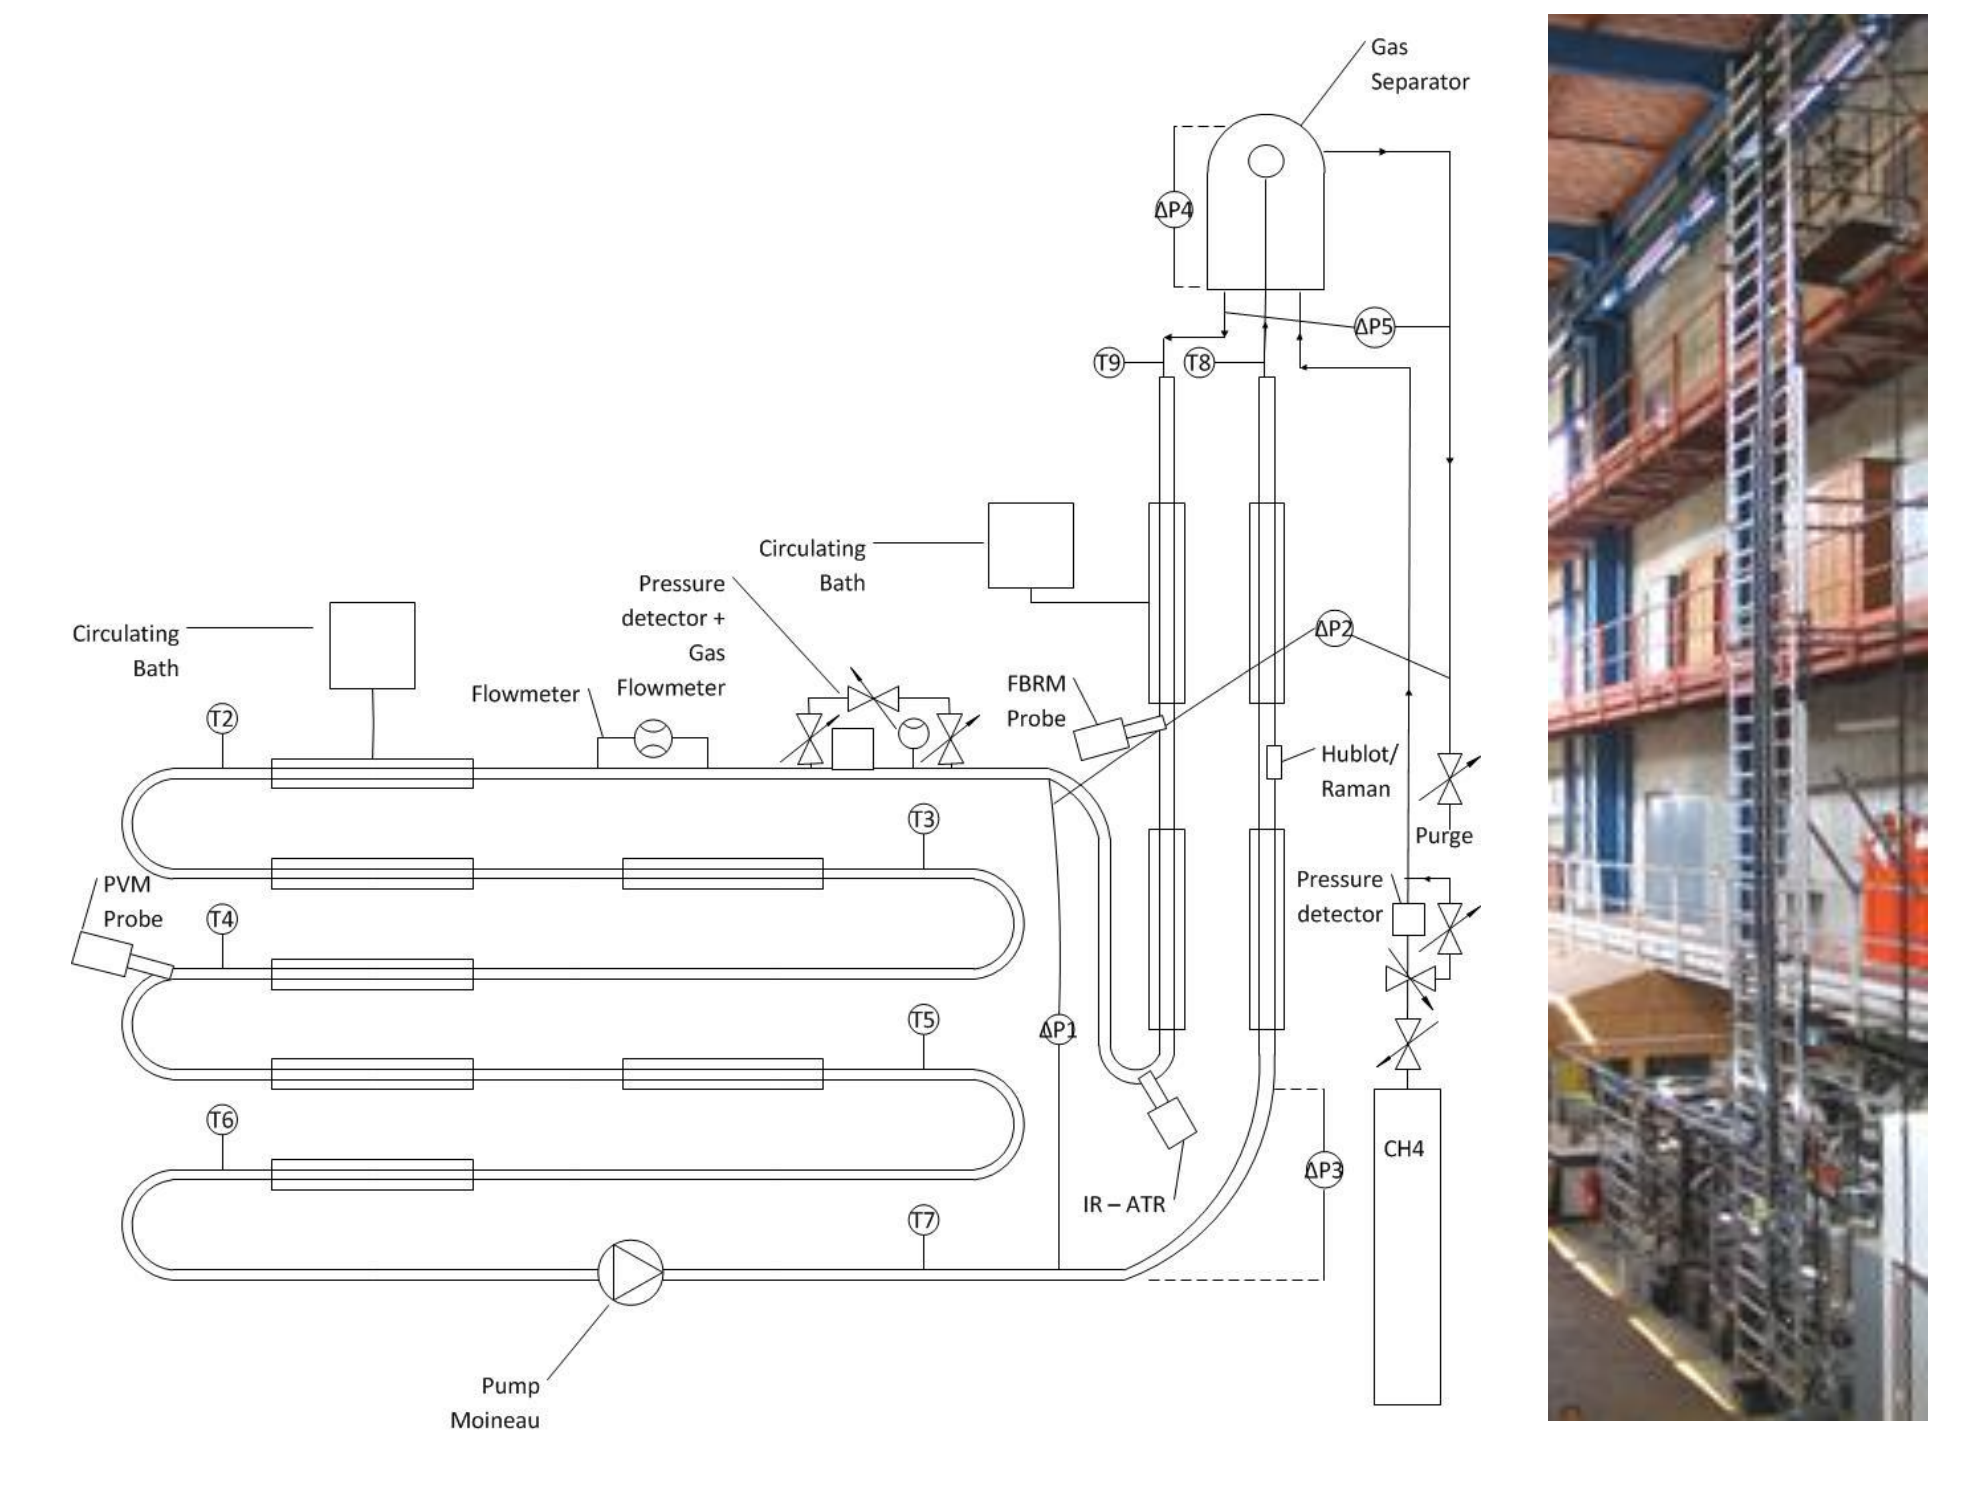 Gas
Separator
ΔP4
ΔP5
T9
T8
Circulating
Bath
Pressure
detector +
Gas
Flowmeter
Circulating
Bath
ΔP2
Flowmeter
FBRM
Probe
T2
Hublot/
Raman
T3
Purge
PVM
Probe
T4
Pressure
detector
T5
ΔP1
T6
CH4
ΔP3
IR – ATR
T7
Pump
Moineau